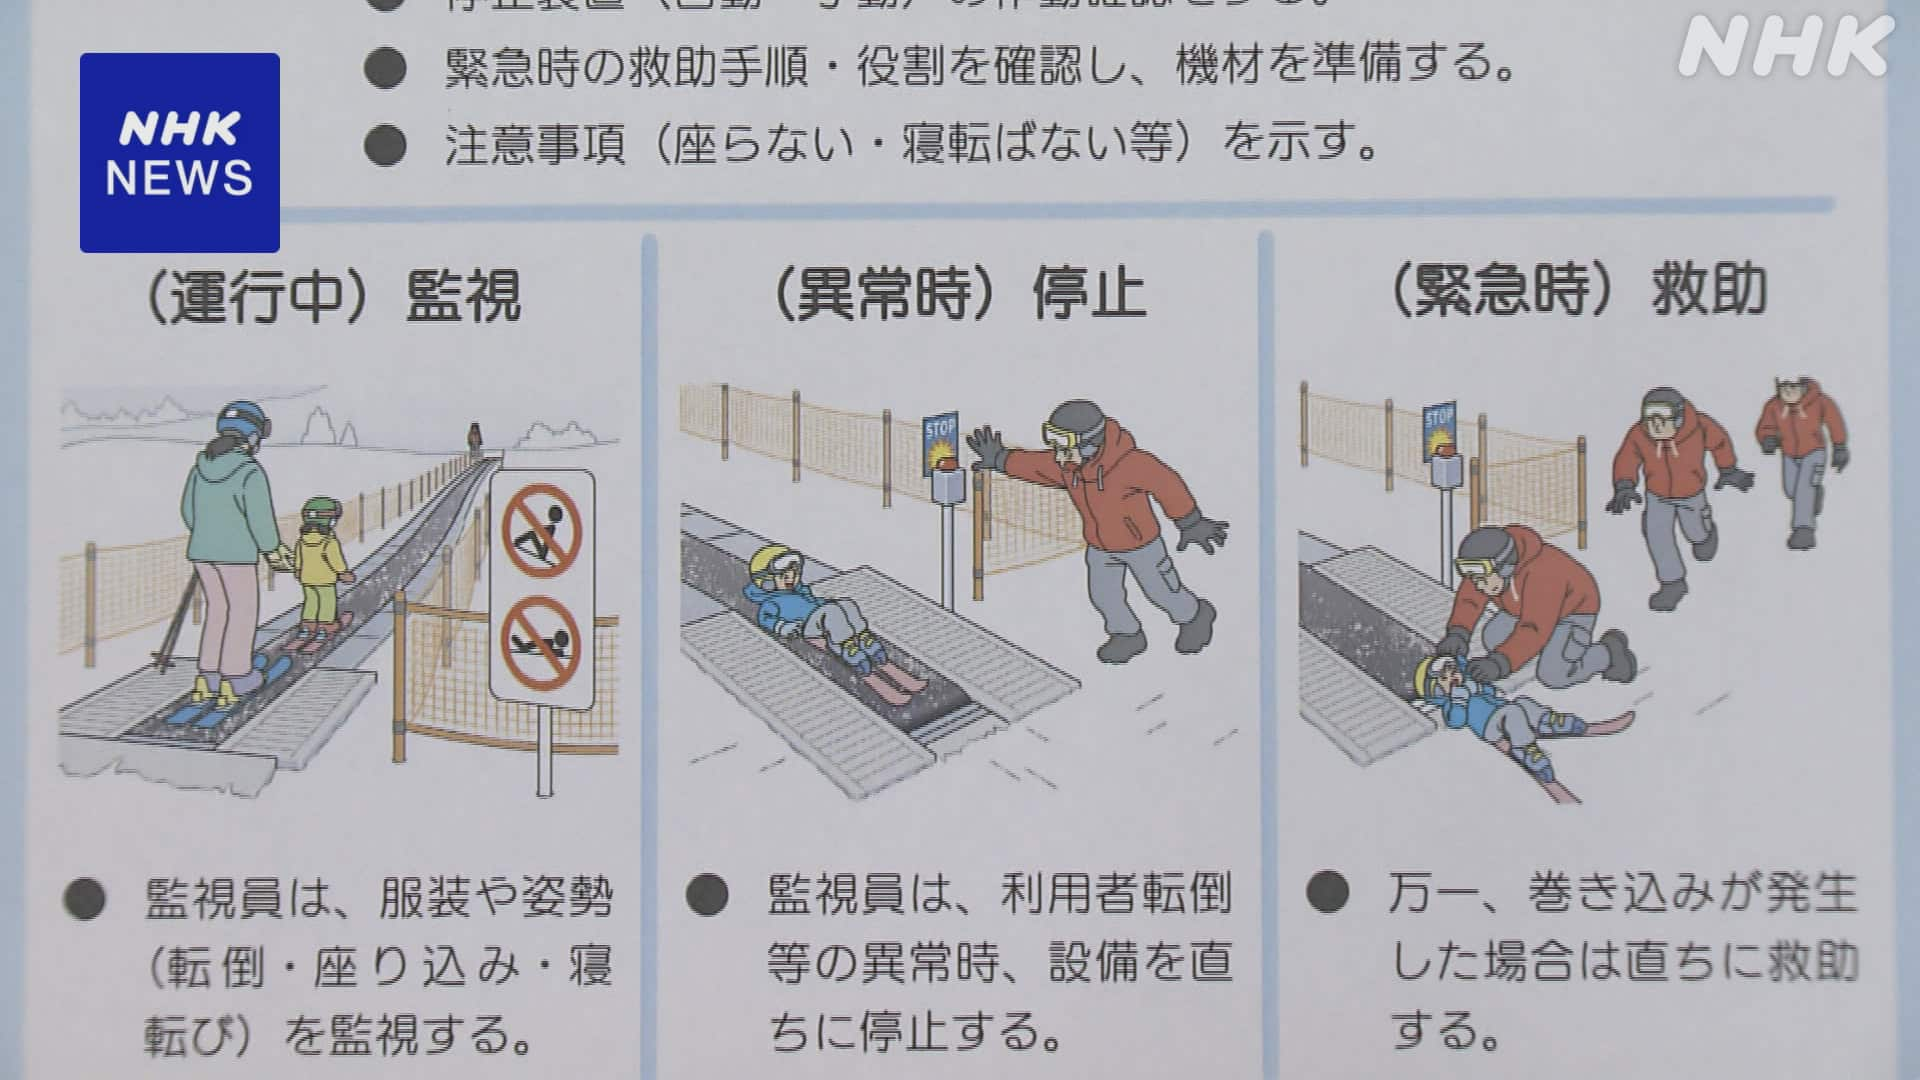 NHK
NHK
NEWS
● 緊急時の救助手順・役割を確認し、機材を準備する。
● 注意事項（座らない・寝転ばない等）を示す。
（運行中）監視
（異常時）停止
（緊急時）救助
STOP
STOP
● 監視員は、服装や姿勢
（転倒・座り込み・寝
転び）を監視する。
● 監視員は、利用者転倒
等の異常時、設備を直
ちに停止する。
● 万一、巻き込みが発生
した場合は直ちに救助
する。